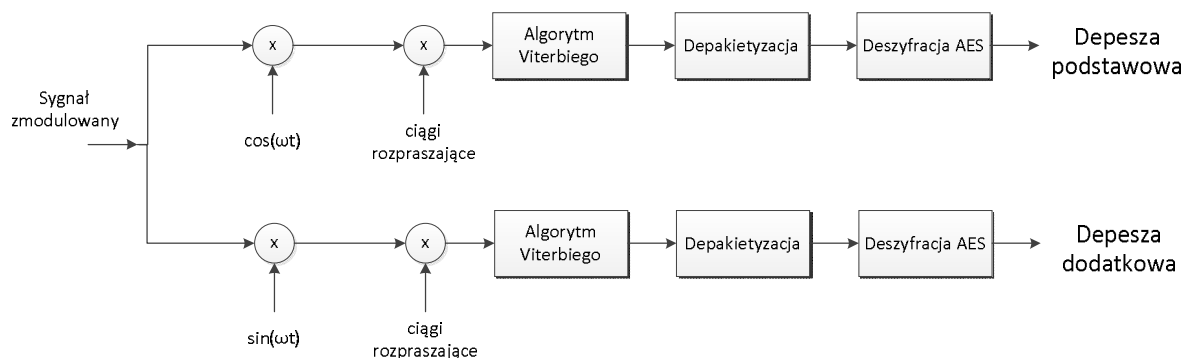 Sygnał
zmodulowany
x
cos(ωt)
x
ciągi
rozpraszające
Algorytm
Viterbiego
Depakietyzacja
Deszyfracja AES
Depesza
podstawowa
x
sin(ωt)
x
ciągi
rozpraszające
Algorytm
Viterbiego
Depakietyzacja
Deszyfracja AES
Depesza
dodatkowa